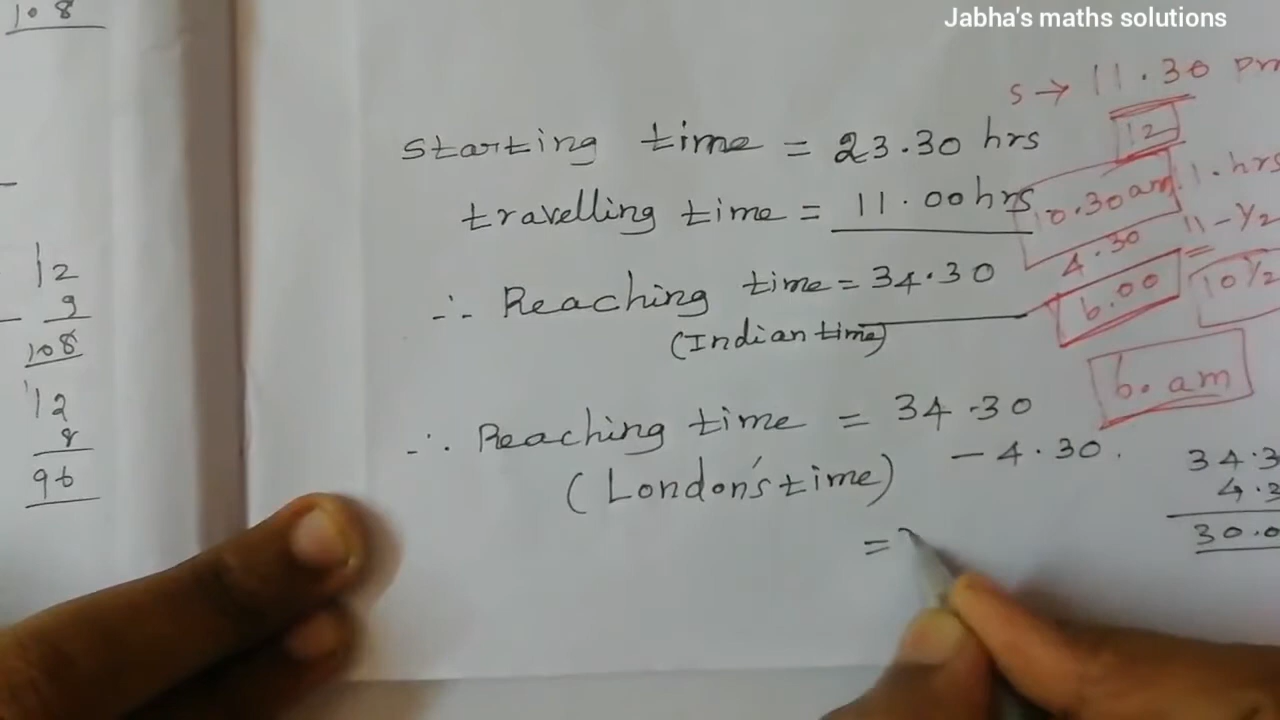 Jabha's maths solutions
108
s → 11.30 pm
starting time = 23.30 hrs
12
travelling time = 11.00 hrs
10.30 am
1. hrs
4.30
11 - 1/2
∴ Reaching time = 34.30
(Indian time)
6.00
10 1/2
6. am
12
9
108
12
8
96
∴ Reaching time = 34.30
(London's time)
- 4.30.
34.3
4.3
30.0
=